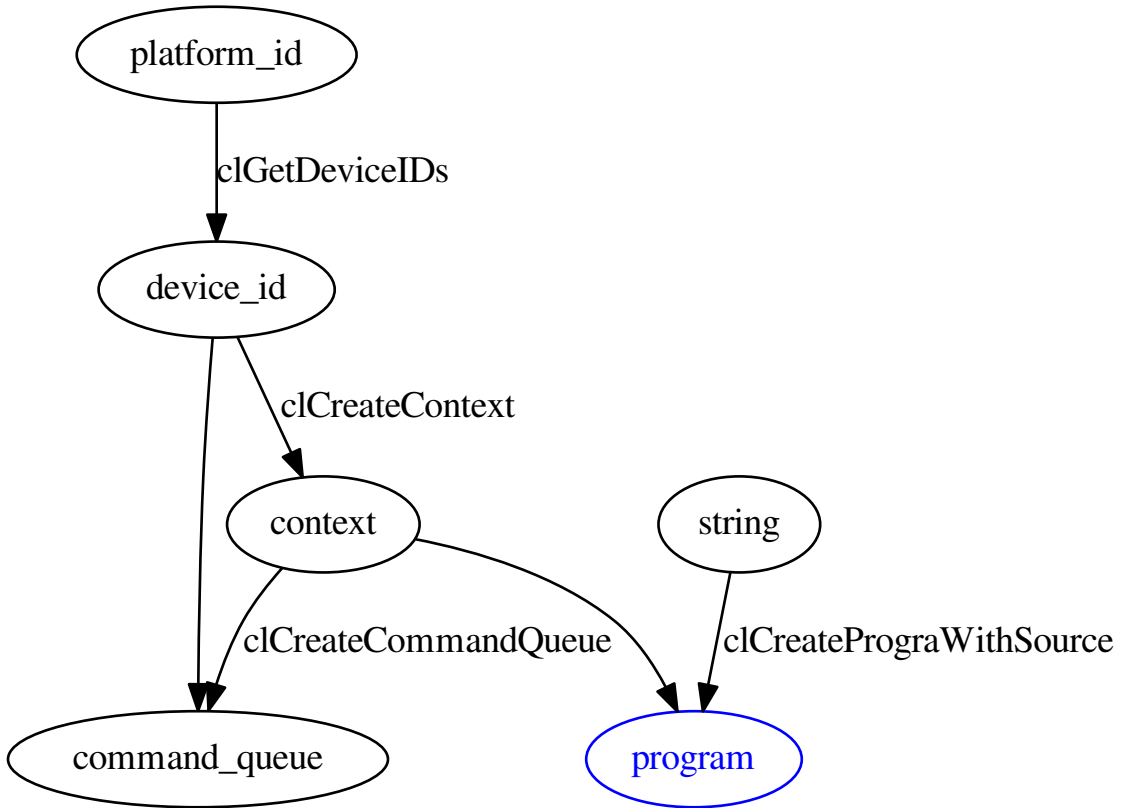 platform_id
clGetDeviceIDs
device_id
clCreateContext
context
string
clCreateCommandQueue
clCreatePrograWithSource
command_queue
program